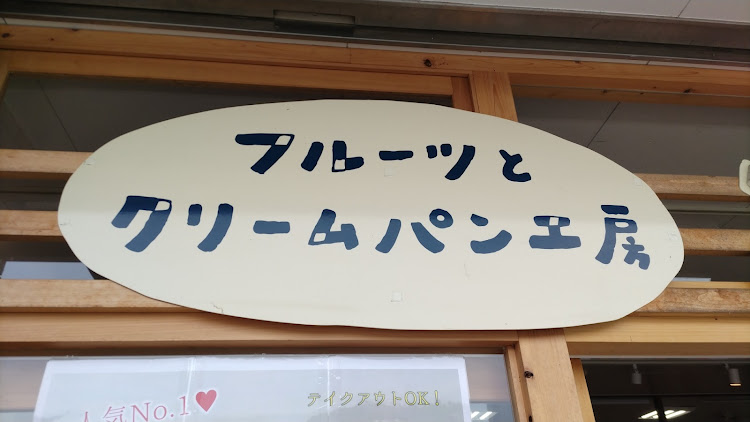 フルーツと
クリームパン工房
人気No.1♥
テイクアウトOK!